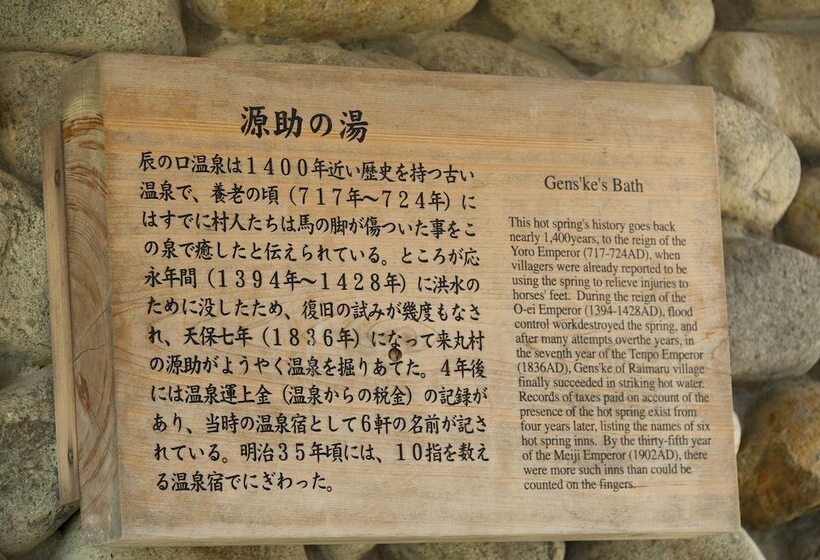 源助の湯
辰の口温泉は1400年近い歴史を持つ古い
温泉で、養老の頃（717年〜724年）に
はすでに村人たちは馬の脚が傷ついた事をこ
の泉で癒したと伝えられている。ところが応
永年間（1394年〜1428年）に洪水の
ために没したため、復旧の試みが幾度もなさ
れ、天保七年（1836年）になって来丸村
の源助がようやく温泉を掘りあてた。4年後
には温泉運上金（温泉からの税金）の記録が
あり、当時の温泉宿として6軒の名前が記さ
れている。明治35年頃には、10指を数え
る温泉宿でにぎわった。
Gens'ke's Bath
This hot spring's history goes back
nearly 1,400years, to the reign of the
Yoro Emperor (717-724AD), when
villagers were already reported to be
using the spring to relieve injuries to
horses' feet. During the reign of the
O-ei Emperor (1394-1428AD), flood
control workdestroyed the spring, and
after many attempts overthe years, in
the seventh year of the Tenpo Emperor
(1836AD), Gens'ke of Raimaru village
finally succeeded in striking hot water.
Records of taxes paid on account of the
presence of the hot spring exist from
four years later, listing the names of six
hot spring inns. By the thirty-fifth year
of the Meiji Emperor (1902AD), there
were more such inns than could be
counted on the fingers.